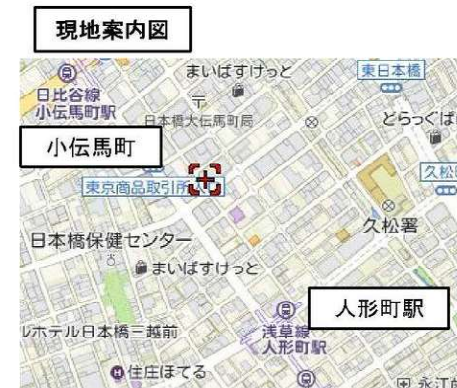 現地案内図
まいばすけっと
東日本橋
日比谷線
小伝馬町駅
日本橋大伝馬町局
どらっぐぱ
小伝馬町
東京商品取引所
久松
久松署
日本橋保健センター
まいばすけっと
人形町駅
ルホテル日本橋三越前
浅草線
人形町駅
住庄ほてる